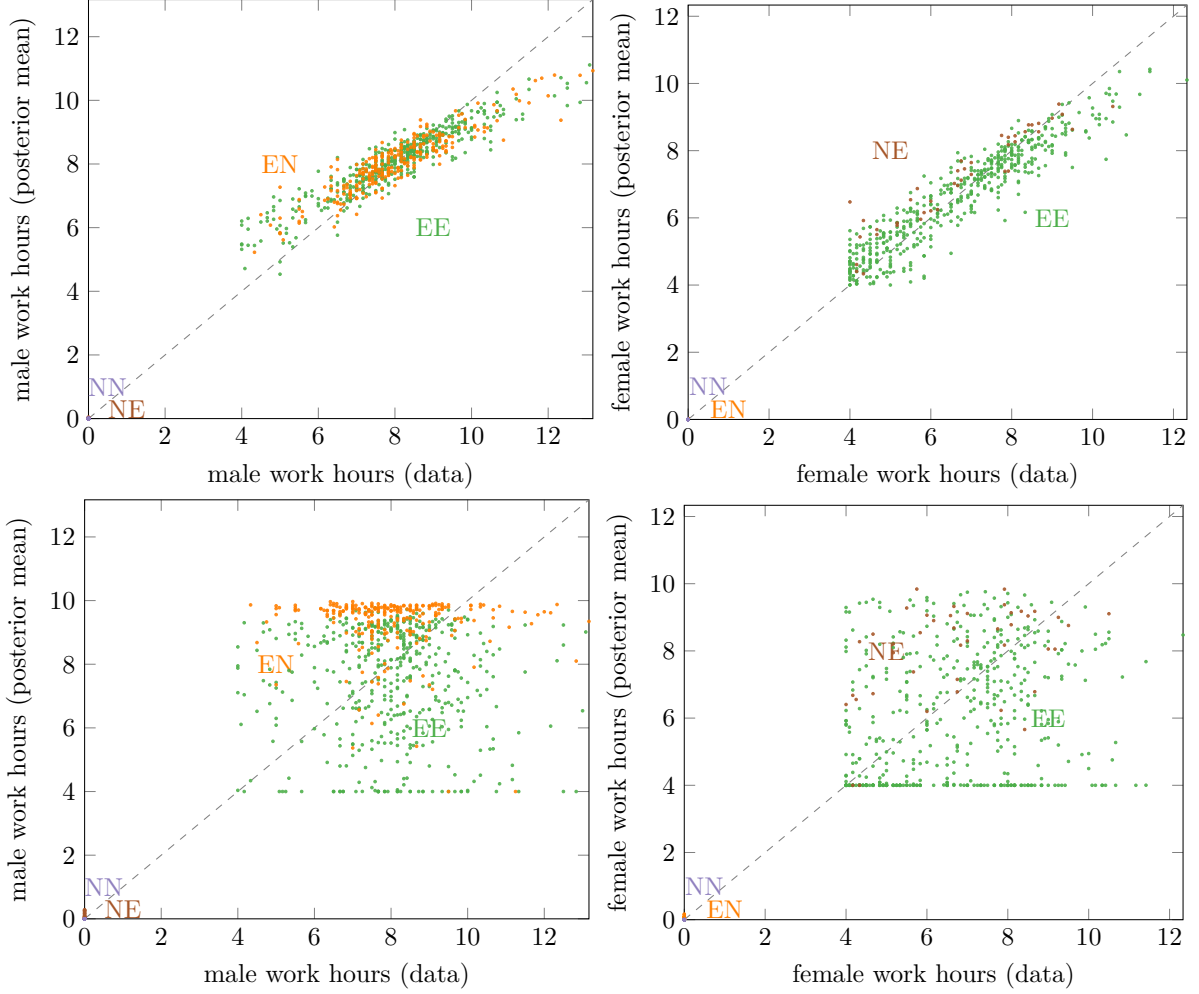 male work hours (posterior mean)
12
10
8
6
4
2
0
EN
EE
NN
NE
0 2 4 6 8 10 12
male work hours (data)
female work hours (posterior mean)
12
10
8
6
4
2
0
NE
EE
NN
EN
0 2 4 6 8 10 12
female work hours (data)
male work hours (posterior mean)
12
10
8
6
4
2
0
EN
EE
NN
NE
0 2 4 6 8 10 12
male work hours (data)
female work hours (posterior mean)
12
10
8
6
4
2
0
NE
EE
NN
EN
0 2 4 6 8 10 12
female work hours (data)